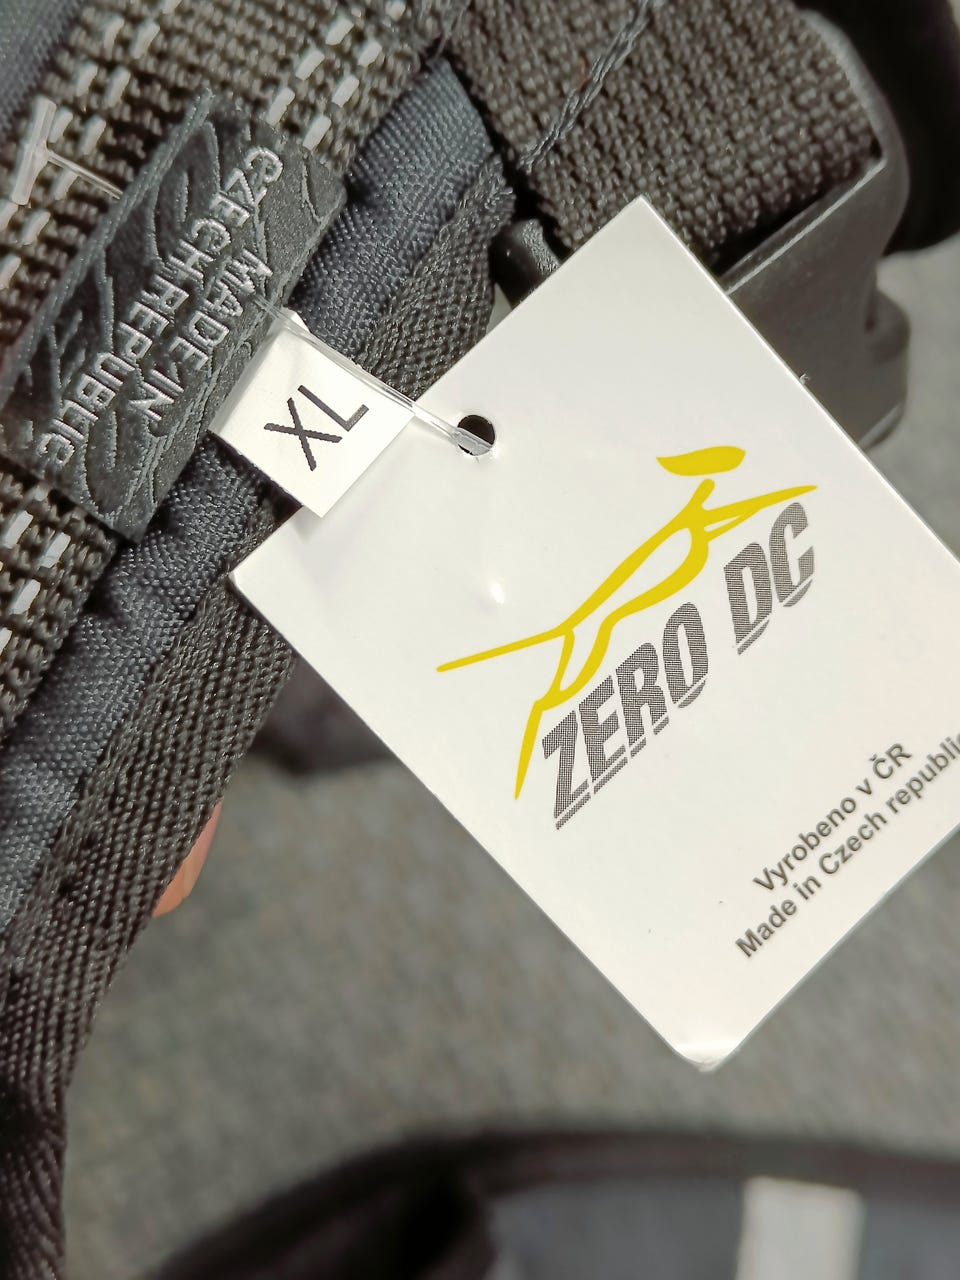 MADE IN
CZECH REPUBLIC
XL
ZERO DC
Vyrobeno v ČR
Made in Czech republic